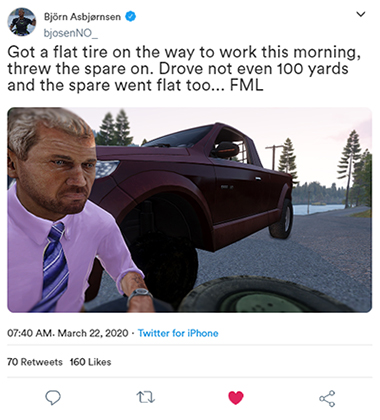 Björn Asbjørnsen
bjosenNO_
Got a flat tire on the way to work this morning,
threw the spare on. Drove not even 100 yards
and the spare went flat too... FML
07:40 AM. March 22, 2020 · Twitter for iPhone
70 Retweets 160 Likes